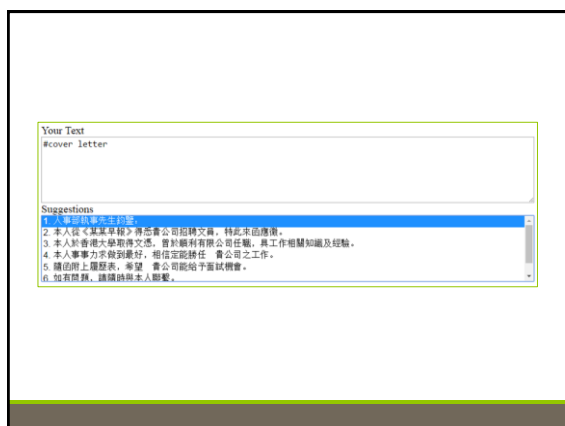 Your Text
#cover letter
Suggestions
1. 人事部執事先生鈞鑒，
2. 本人從《某某早報》得悉貴公司招聘文員，特此來函應徵。
3. 本人於香港大學取得文憑，曾於順利有限公司任職，具工作相關知識及經驗。
4. 本人事事力求做到最好，相信定能勝任　貴公司之工作。
5. 隨函附上履歷表，希望　貴公司能給予面試機會。
6. 如有問題，請隨時與本人聯繫。